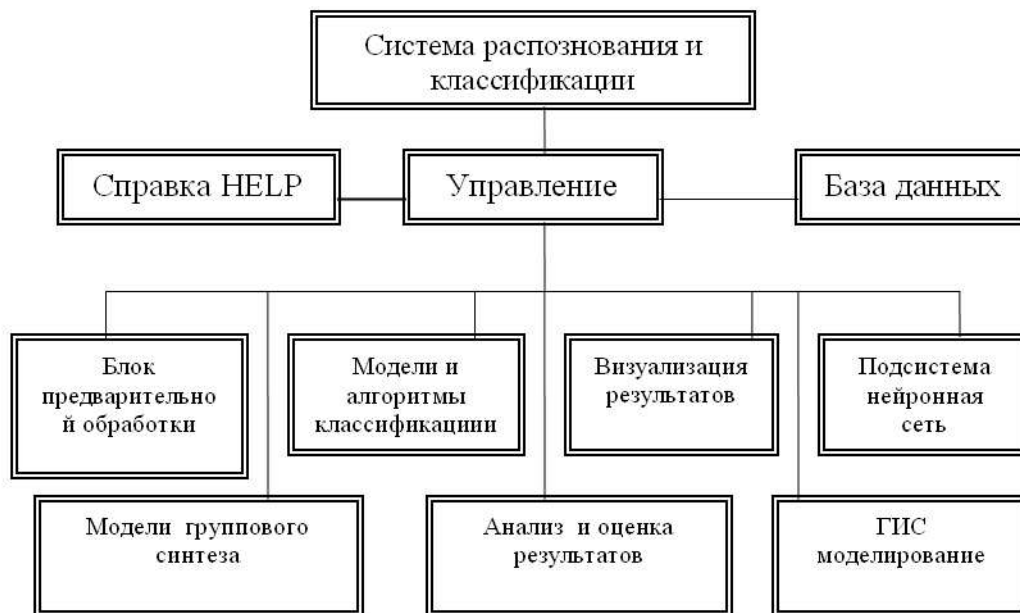 Система распознования и
классификации
Справка HELP
Управление
База данных
Блок
предварительно
й обработки
Модели и
алгоритмы
классификациии
Визуализация
результатов
Подсистема
нейронная
сеть
Модели группового
синтеза
Анализ и оценка
результатов
ГИС
моделирование